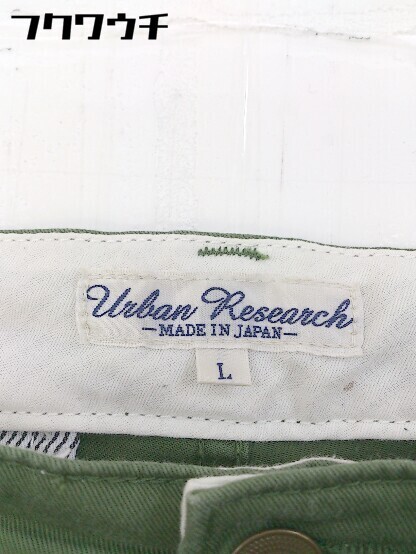 フクワウチ
Urban Research
-MADE IN JAPAN-
L